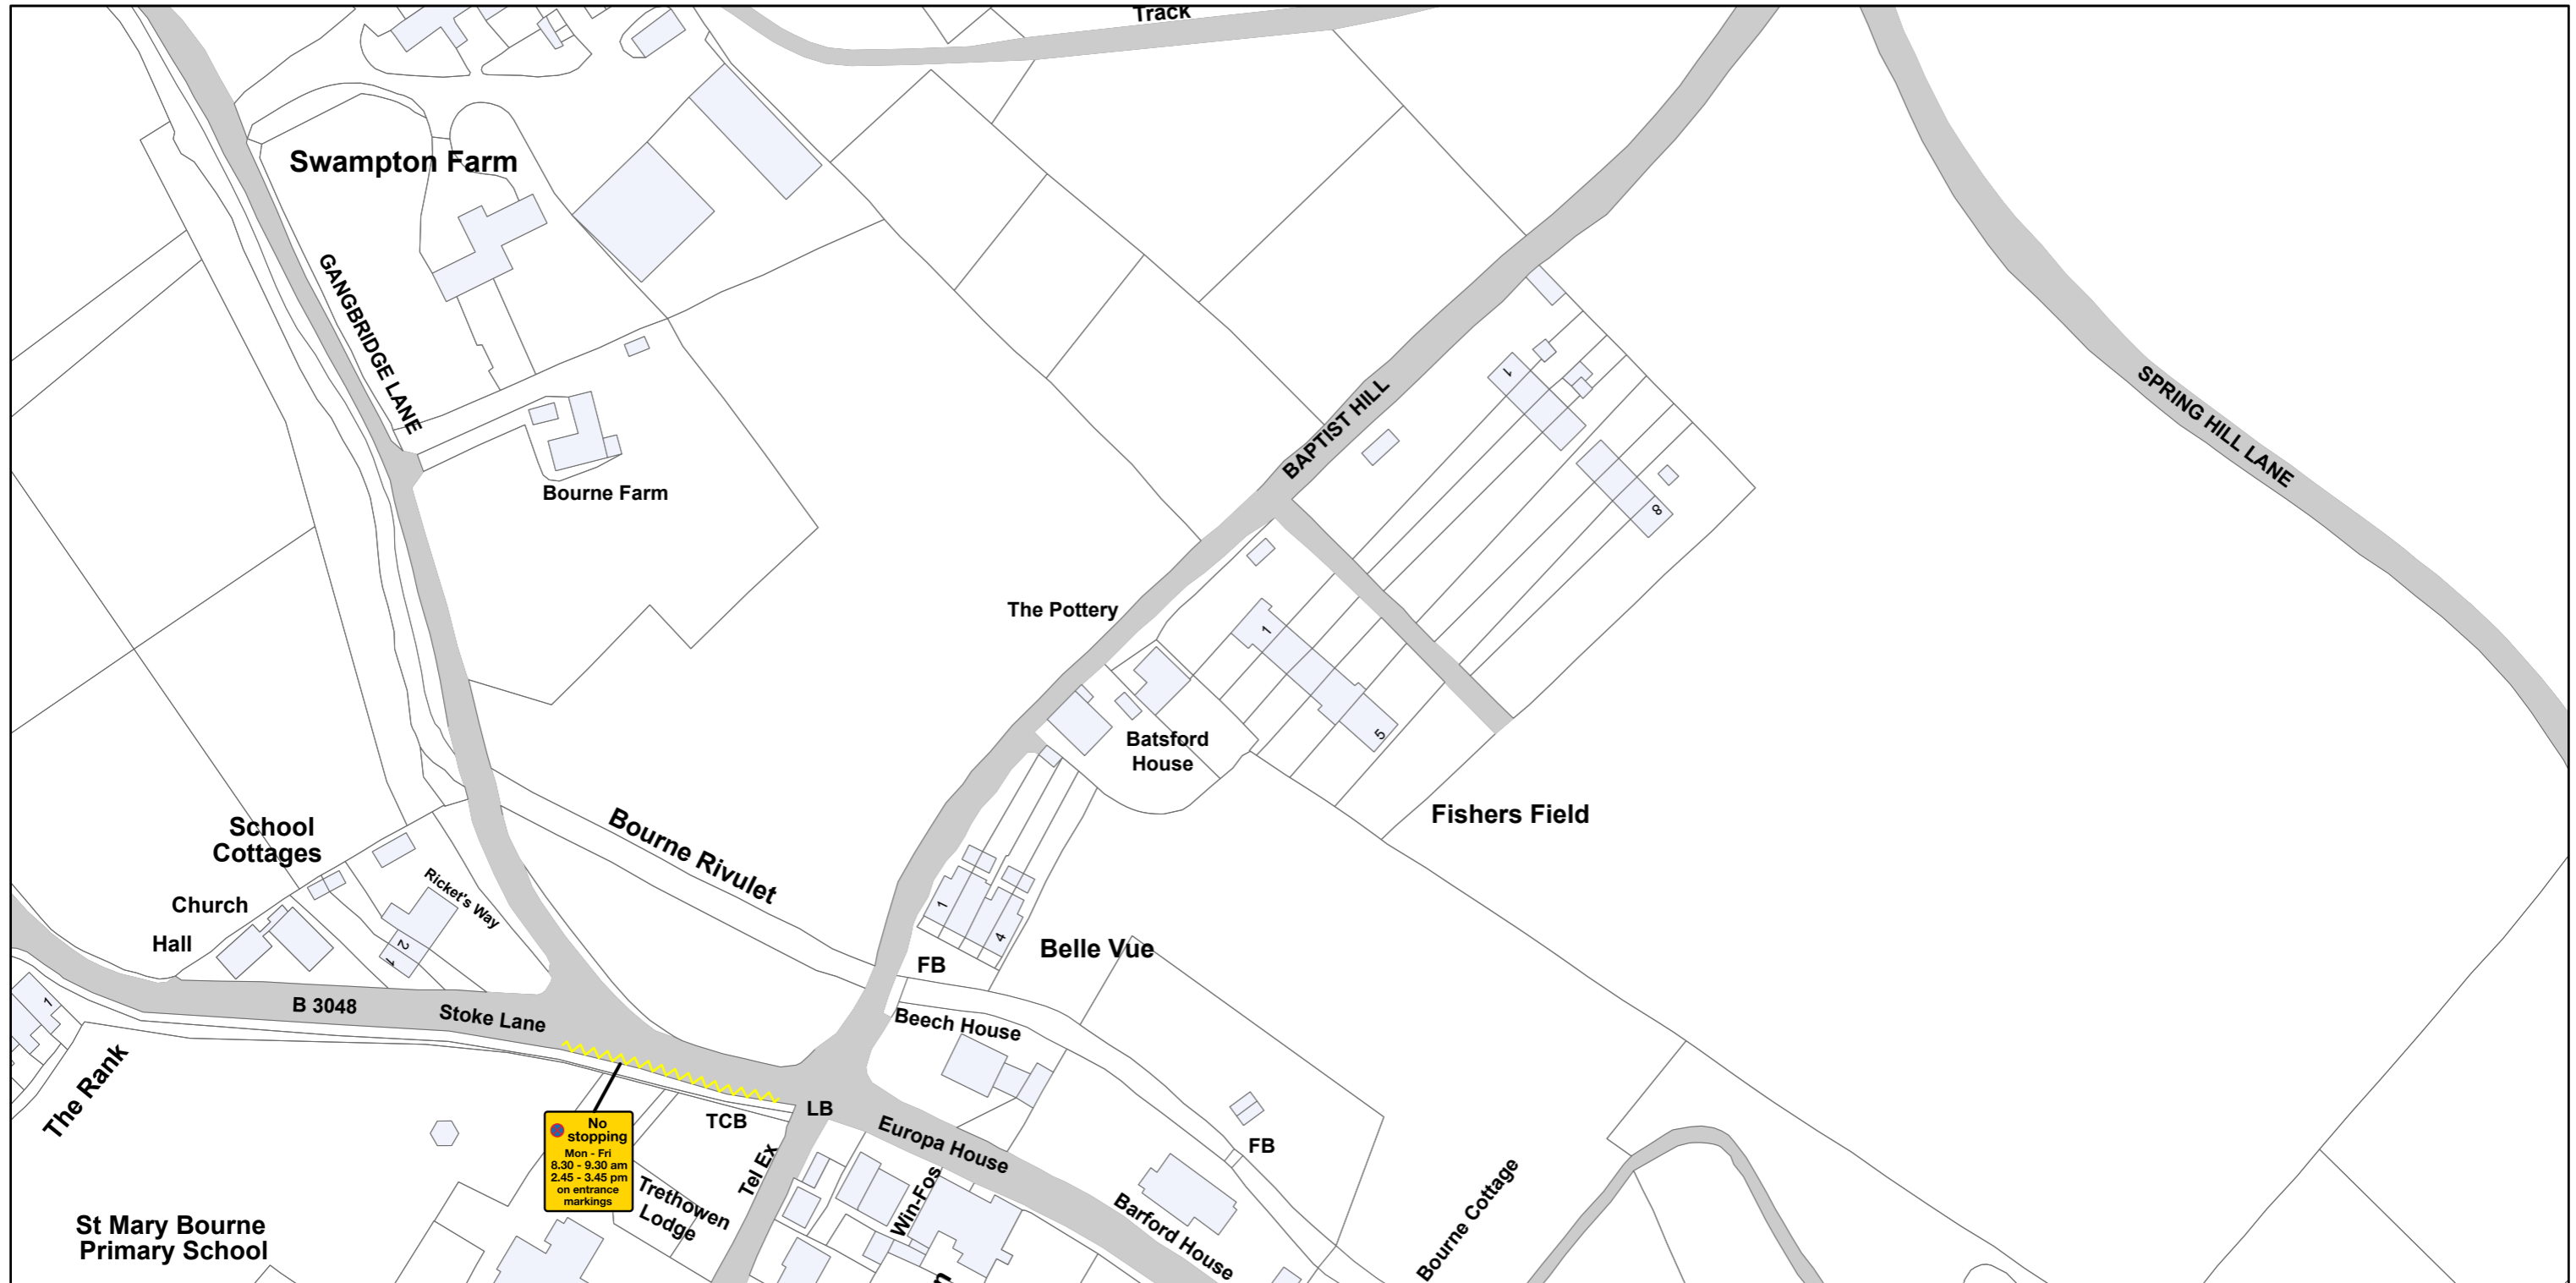 Track
Swampton Farm
GANGBRIDGE LANE
Bourne Farm
BAPTIST HILL
SPRING HILL LANE
1
8
The Pottery
1
5
Batsford
House
Fishers Field
School
Cottages
Bourne Rivulet
Ricket's Way
Church
Hall
2
1
1
4
Belle Vue
FB
1
B 3048
Stoke Lane
Beech House
The Rank
LB
TCB
Europa House
FB
No
stopping
Mon - Fri
8.30 - 9.30 am
2.45 - 3.45 pm
on entrance
markings
Tel Ex
Trethowen
Lodge
Win-Fos
Barford House
Bourne Cottage
St Mary Bourne
Primary School